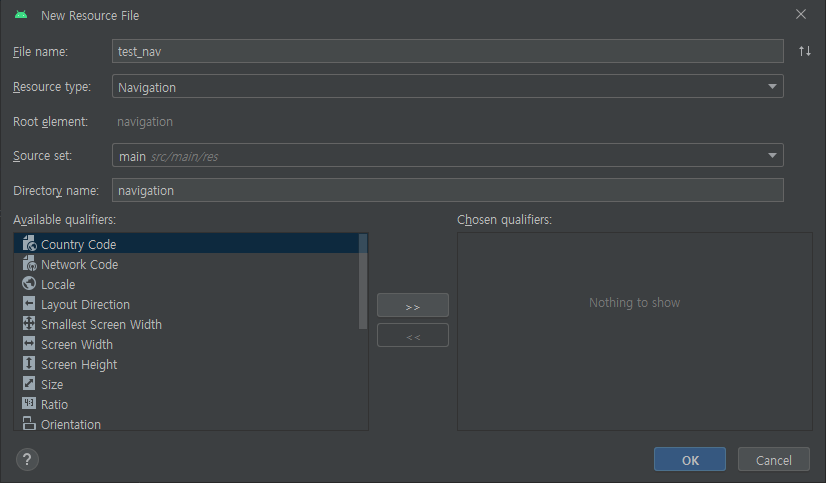 New Resource File
File name: test_nav
Resource type: Navigation
Root element: navigation
Source set: main src/main/res
Directory name: navigation
Available qualifiers:
Country Code
Network Code
Locale
Layout Direction
Smallest Screen Width
Screen Width
Screen Height
Size
Ratio
Orientation
>>
<<
Chosen qualifiers:
Nothing to show
?
OK
Cancel